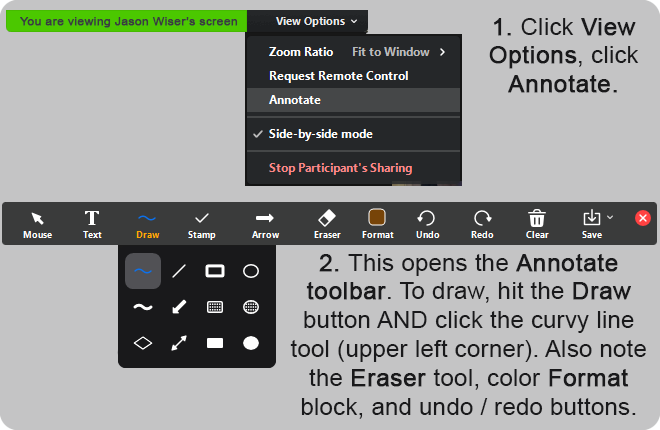 You are viewing Jason Wiser's screen
View Options
1. Click View
Options, click
Annotate.
Zoom Ratio Fit to Window
Request Remote Control
Annotate
Side-by-side mode
Stop Participant's Sharing
Mouse Text Draw Stamp Arrow Eraser Format Undo Redo Clear Save
2. This opens the Annotate
toolbar. To draw, hit the Draw
button AND click the curvy line
tool (upper left corner). Also note
the Eraser tool, color Format
block, and undo / redo buttons.